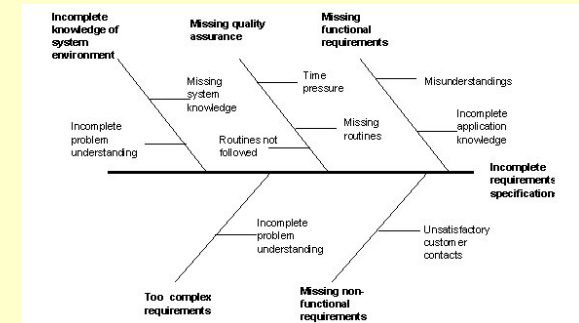 Incomplete
knowledge of
system
environment
Missing quality
assurance
Missing
functional
requirements
Missing
system
knowledge
Time
pressure
Misunderstandings
Incomplete
problem
understanding
Routines not
followed
Missing
routines
Incomplete
application
knowledge
Incomplete
requirements
specification
Incomplete
problem
understanding
Unsatisfactory
customer
contacts
Too complex
requirements
Missing non-
functional
requirements